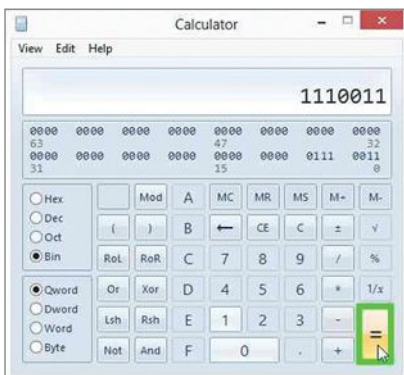 Calculator
View Edit Help
1110011
0000 0000 0000 0000 0000 0000 0000 0000
63 47 32
0000 0000 0000 0000 0000 0000 0111 0011
31 15 0
Hex Mod A MC MR MS M+ M-
Dec
Oct ( ) B ← CE C ± √
Bin RoL RoR C 7 8 9 / %
Qword Or Xor D 4 5 6 * 1/x
Dword
Word Lsh Rsh E 1 2 3 - =
Byte Not And F 0 . +